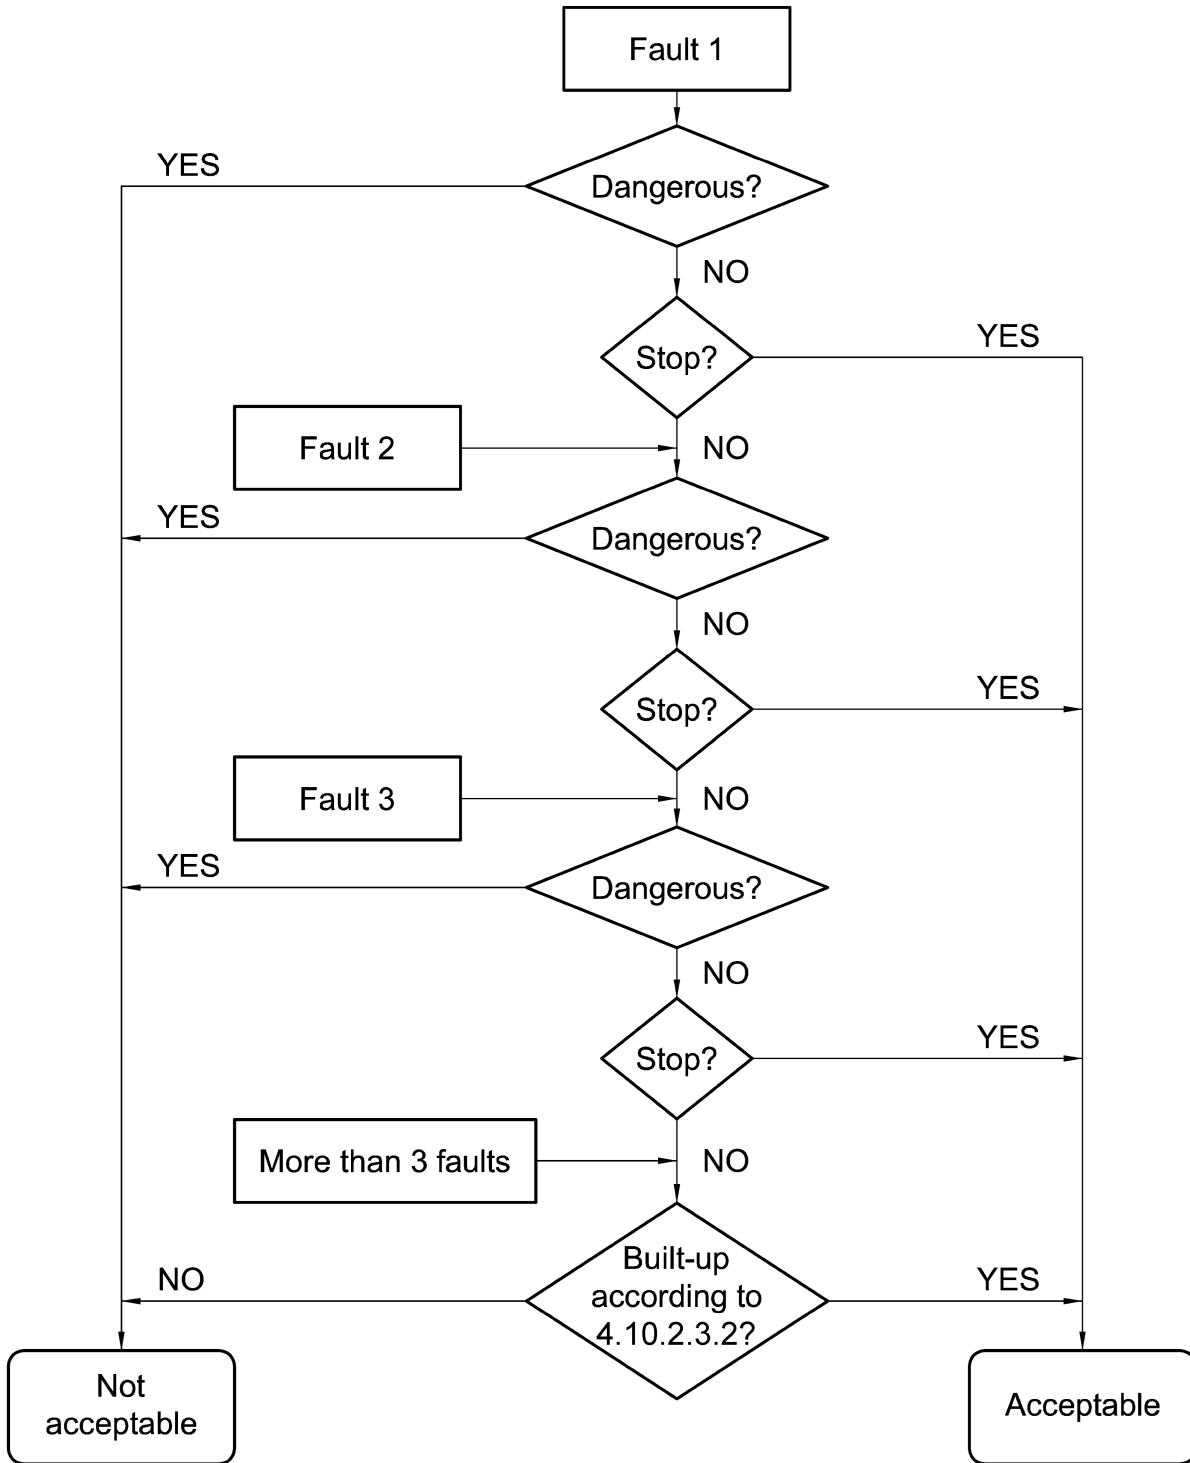 Fault 1
YES
Dangerous?
NO
Stop?
YES
Fault 2
NO
YES
Dangerous?
NO
Stop?
YES
Fault 3
NO
YES
Dangerous?
NO
Stop?
YES
More than 3 faults
NO
Built-up
according to
4.10.2.3.2?
NO
YES
Not
acceptable
Acceptable